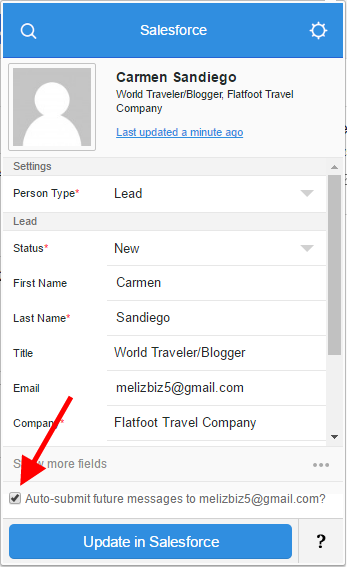 Salesforce
Carmen Sandiego
World Traveler/Blogger, Flatfoot Travel
Company
Last updated a minute ago
Settings
Person Type* Lead
Lead
Status* New
First Name Carmen
Last Name* Sandiego
Title World Traveler/Blogger
Email melizbiz5@gmail.com
Company* Flatfoot Travel Company
Show more fields
Auto-submit future messages to melizbiz5@gmail.com?
Update in Salesforce ?